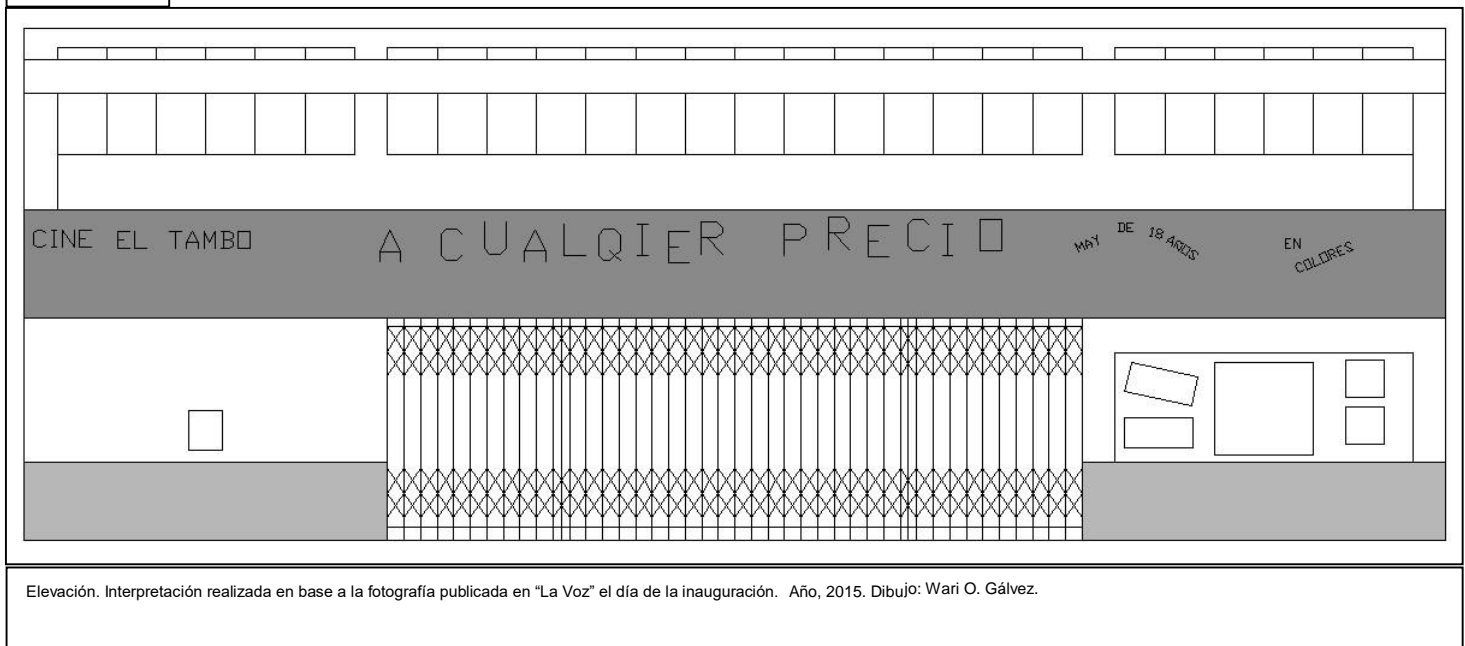 CINE EL TAMBO A CUALQIER PRECIO MAY DE 18 AÑOS EN COLORES
Elevación. Interpretación realizada en base a la fotografía publicada en “La Voz” el día de la inauguración. Año, 2015. Dibujo: Wari O. Gálvez.